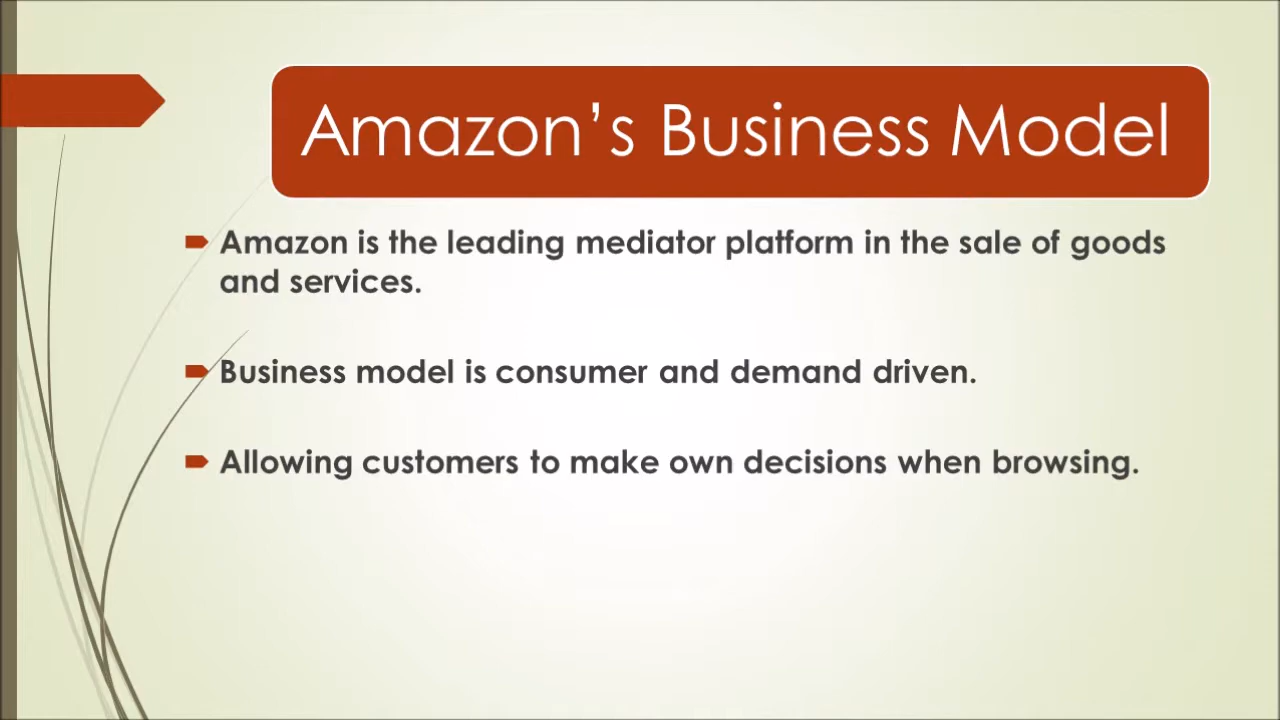 Amazon’s Business Model
Amazon is the leading mediator platform in the sale of goods
and services.
Business model is consumer and demand driven.
Allowing customers to make own decisions when browsing.